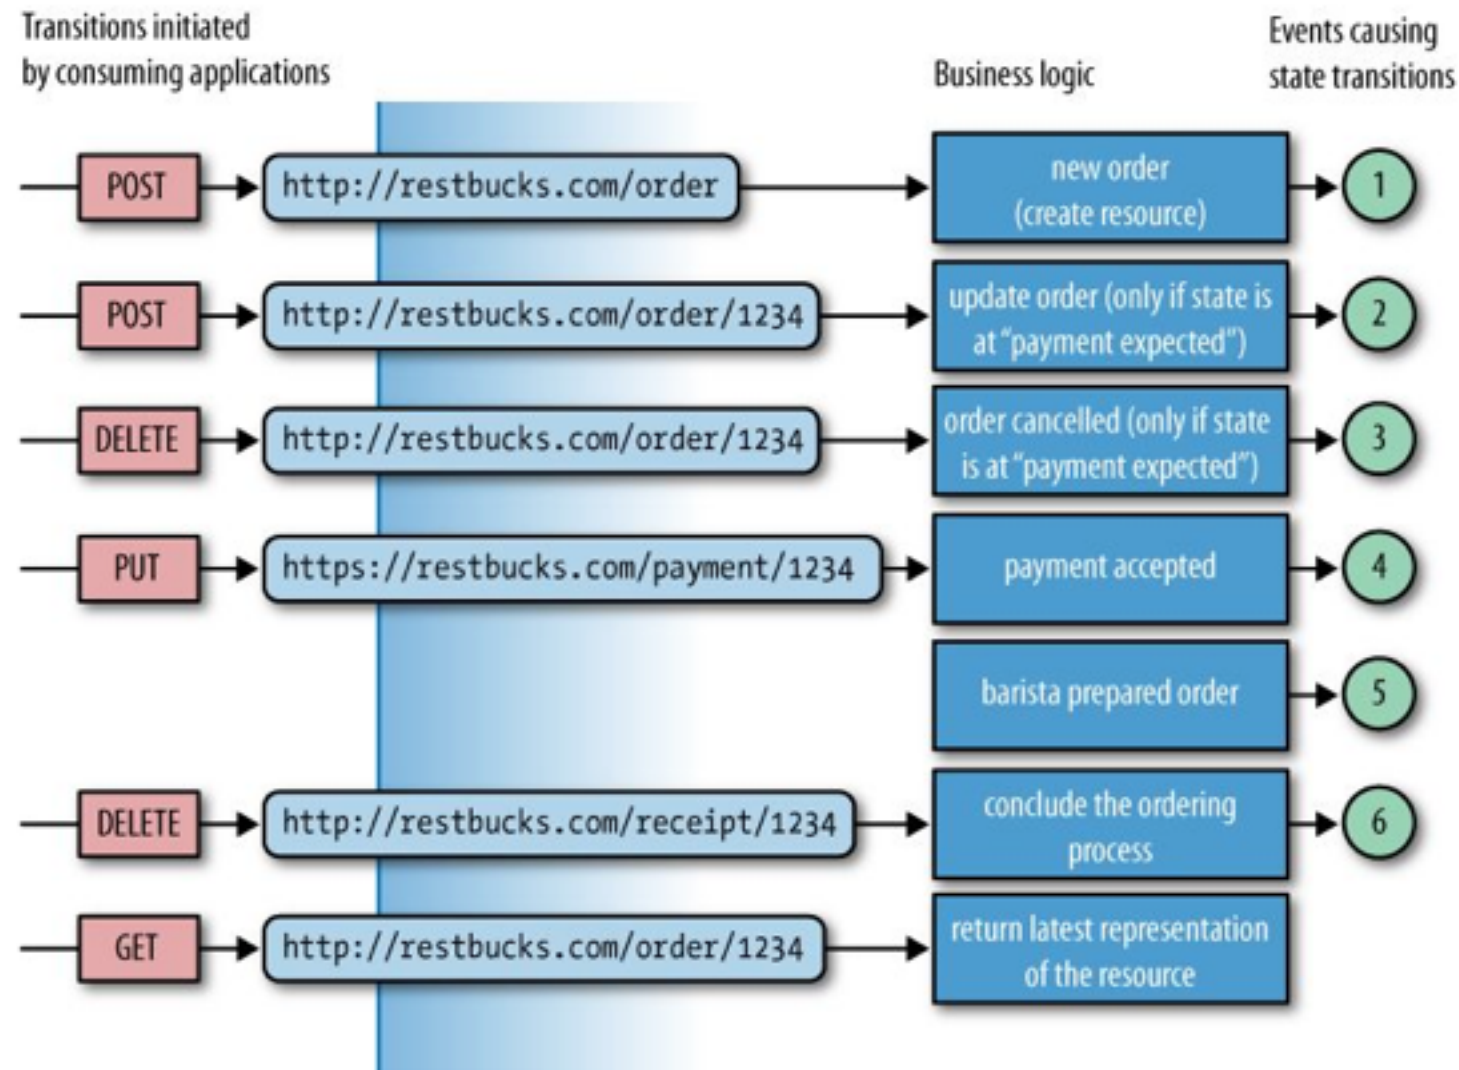 Transitions initiated
by consuming applications
Business logic
Events causing
state transitions
POST
http://restbucks.com/order
new order
(create resource)
1
POST
http://restbucks.com/order/1234
update order (only if state is
at “payment expected”)
2
DELETE
http://restbucks.com/order/1234
order cancelled (only if state
is at “payment expected”)
3
PUT
https://restbucks.com/payment/1234
payment accepted
4
barista prepared order
5
DELETE
http://restbucks.com/receipt/1234
conclude the ordering
process
6
GET
http://restbucks.com/order/1234
return latest representation
of the resource